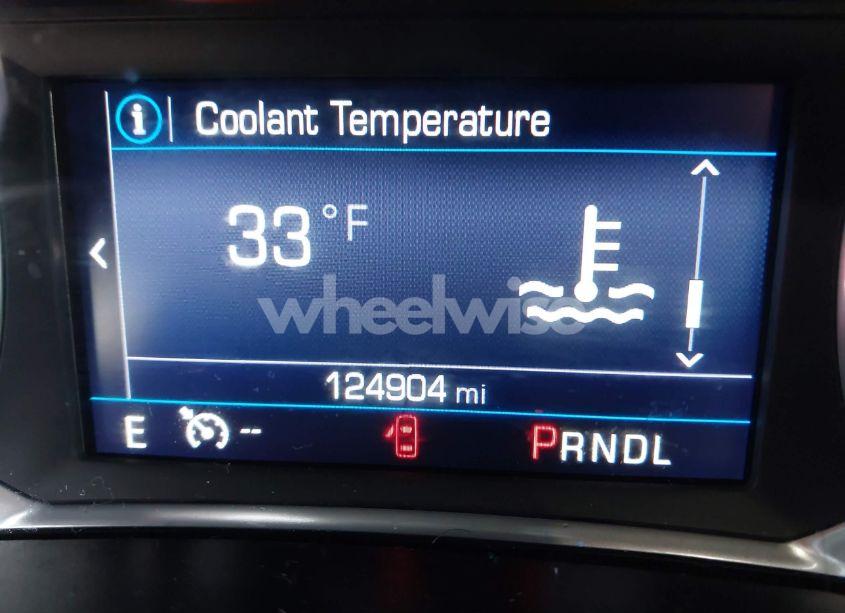 i | Coolant Temperature
33 °F
wheelwise
124904 mi
E -- PRNDL